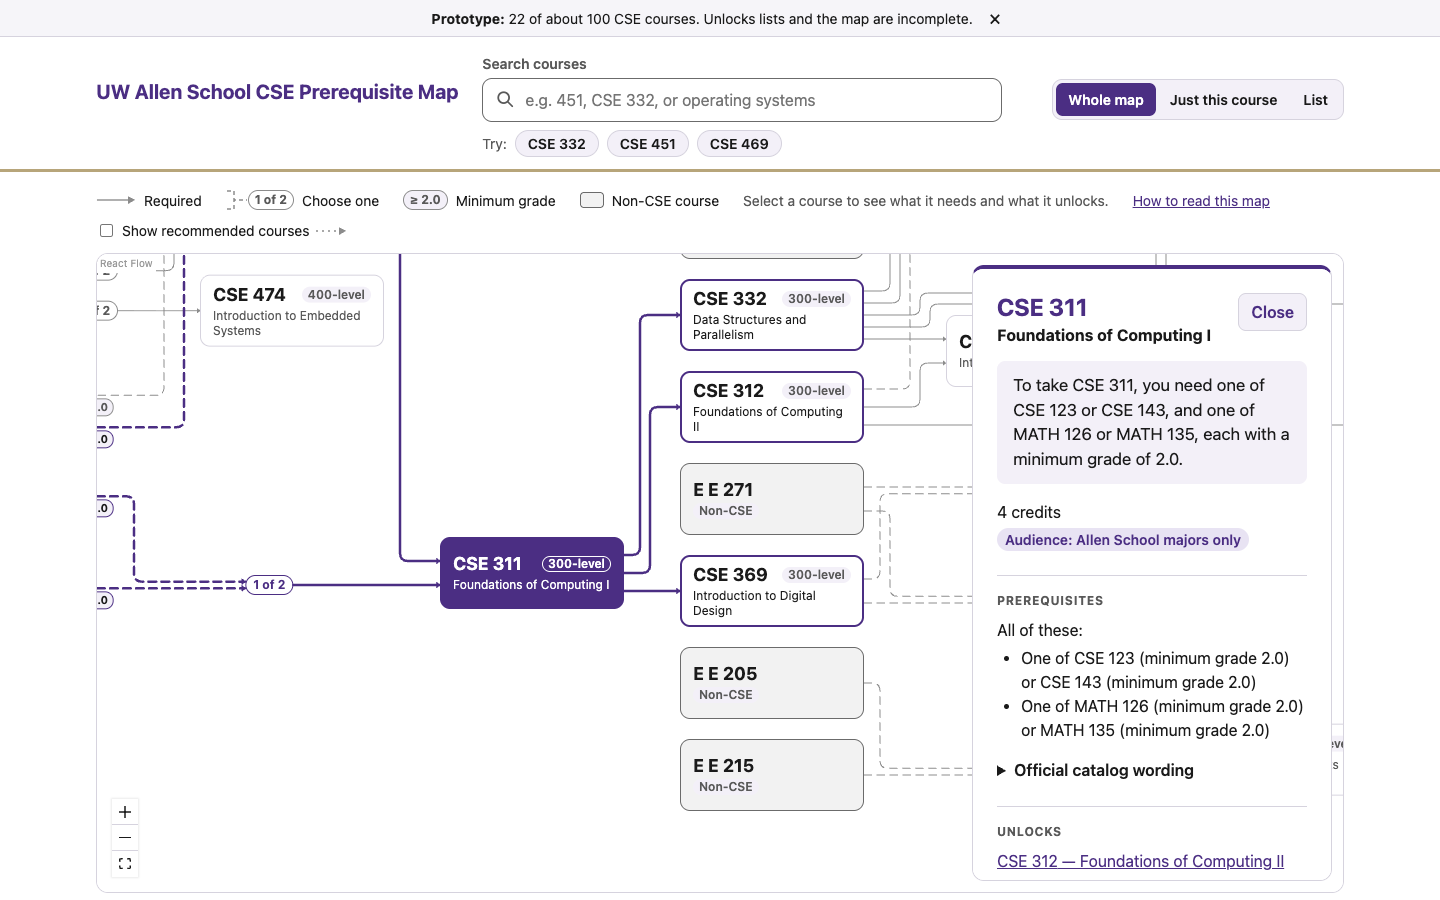 Prototype: 22 of about 100 CSE courses. Unlocks lists and the map are incomplete. ×
UW Allen School CSE Prerequisite Map
Search courses
e.g. 451, CSE 332, or operating systems
Try: CSE 332 CSE 451 CSE 469
Whole map Just this course List
Required 1 of 2 Choose one ≥ 2.0 Minimum grade Non-CSE course Select a course to see what it needs and what it unlocks. How to read this map
Show recommended courses
React Flow
CSE 474 400-level
Introduction to Embedded
Systems
.0
.0
.0
.0
1 of 2
CSE 311 300-level
Foundations of Computing I
CSE 332 300-level
Data Structures and
Parallelism
CSE 312 300-level
Foundations of Computing
II
E E 271
Non-CSE
CSE 369 300-level
Introduction to Digital
Design
E E 205
Non-CSE
E E 215
Non-CSE
C
Int
CSE 311
Close
Foundations of Computing I
To take CSE 311, you need one of
CSE 123 or CSE 143, and one of
MATH 126 or MATH 135, each with a
minimum grade of 2.0.
4 credits
Audience: Allen School majors only
PREREQUISITES
All of these:
• One of CSE 123 (minimum grade 2.0)
or CSE 143 (minimum grade 2.0)
• One of MATH 126 (minimum grade 2.0)
or MATH 135 (minimum grade 2.0)
Official catalog wording
UNLOCKS
CSE 312 — Foundations of Computing II